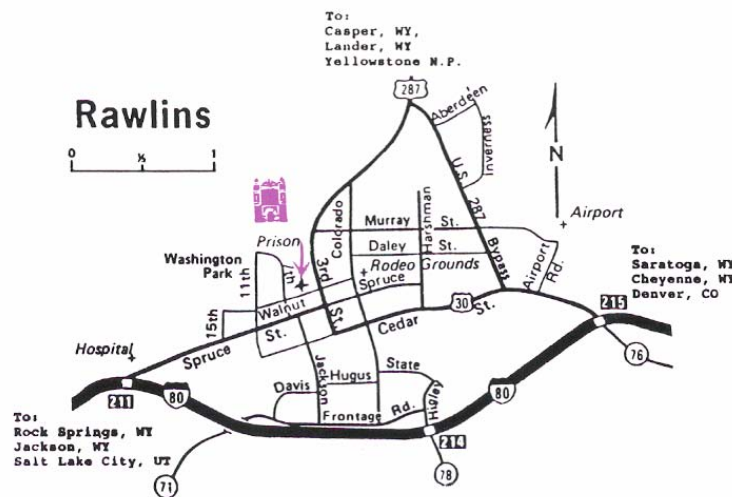 To:
Casper, WY,
Lander, WY
Yellowstone N.P.
287
Rawlins
0 ½ 1
Aberdeen
Inverness
U.S. 287 Bypass
N
Airport
Colorado
Harshman
Murray St.
Prison
3rd St.
Daley St.
Washington Park
11th
7th
Rodeo Grounds
Airport Rd.
To:
Saratoga, WY
Cheyenne, WY
Denver, CO
Spruce
Walnut
15th
30
215
Cedar St.
Spruce St.
76
Hospital
Jackson
State
Hugus
Davis
80
80
211
Frontage Rd.
Higley
214
To:
Rock Springs, WY
Jackson, WY
Salt Lake City, UT
71
78